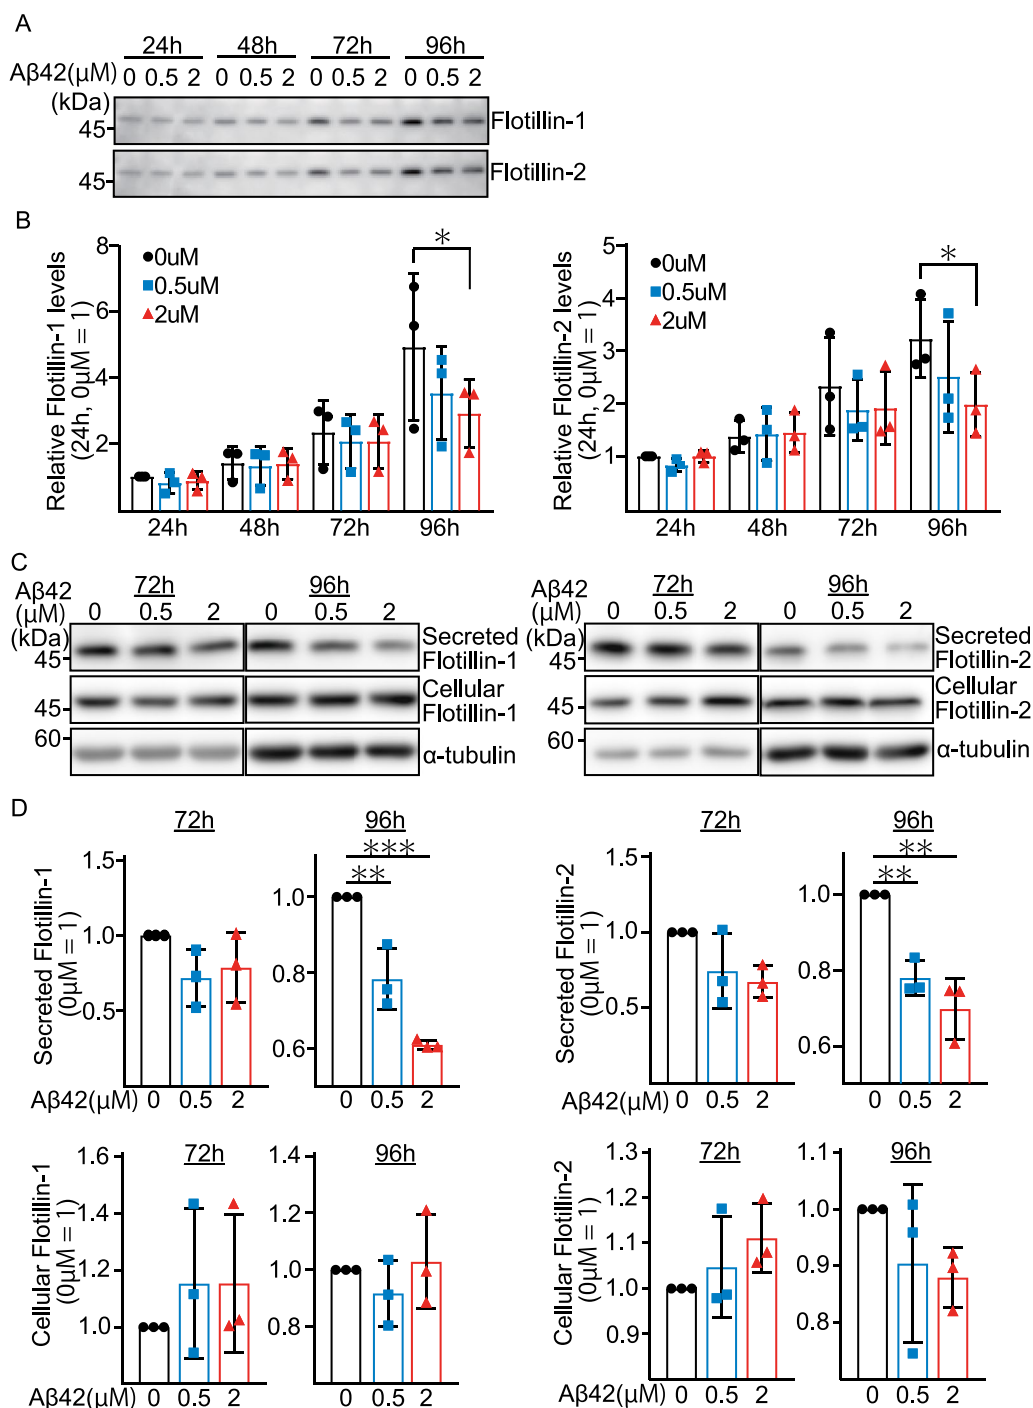 A
24h 48h 72h 96h
Aβ42(μM) 0 0.5 2 0 0.5 2 0 0.5 2 0 0.5 2
(kDa)
45 Flotillin-1
45 Flotillin-2
B
Relative Flotillin-1 levels
(24h, 0μM = 1)
8
6
4
2
0uM
0.5uM
2uM
*
24h 48h 72h 96h
Relative Flotillin-2 levels
(24h, 0μM = 1)
5
4
3
2
1
0
0uM
0.5uM
2uM
*
24h 48h 72h 96h
C
Aβ42 72h 96h
(μM) 0 0.5 2 0 0.5 2
(kDa)
45 Secreted
Flotillin-1
45 Cellular
Flotillin-1
60
α-tubulin
Aβ42 72h 96h
(μM) 0 0.5 2 0 0.5 2
(kDa)
45 Secreted
Flotillin-2
45 Cellular
Flotillin-2
60
α-tubulin
D
Secreted Flotillin-1
(0μM = 1)
72h
1.5
1.0
0.5
Aβ42(μM) 0 0.5 2
96h
***
**
1.0
0.8
0.6
0 0.5 2
Secreted Flotillin-2
(0μM = 1)
72h
1.5
1.0
0.5
0
Aβ42(μM) 0 0.5 2
96h
**
**
1.0
0.8
0.6
0 0.5 2
Cellular Flotillin-1
(0μM = 1)
72h
1.6
1.4
1.2
1.0
Aβ42(μM) 0 0.5 2
96h
1.4
1.2
1.0
0.8
0 0.5 2
Cellular Flotillin-2
(0μM = 1)
72h
1.3
1.2
1.1
1.0
0.9
Aβ42(μM) 0 0.5 2
96h
1.1
1.0
0.9
0.8
0 0.5 2